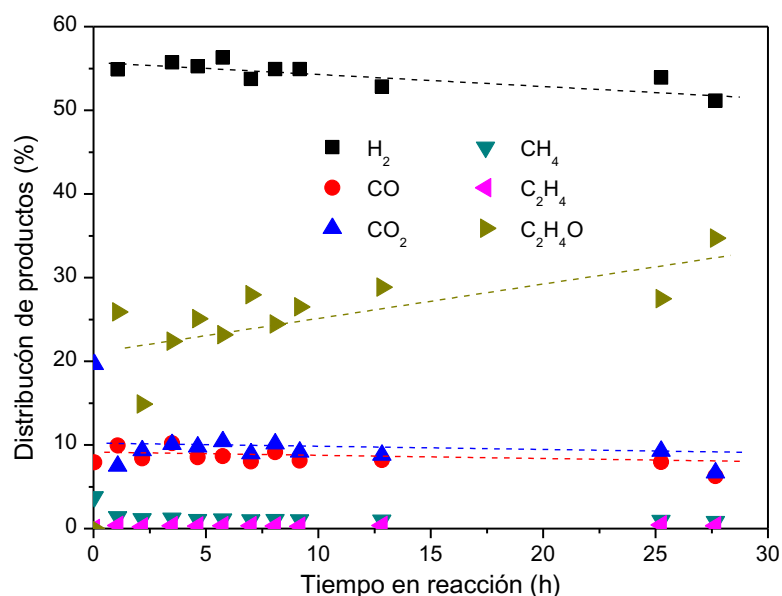 Distribucón de productos (%)
60
50
40
30
20
10
0
H₂
CO
CO₂
CH₄
C₂H₄
C₂H₄O
0 5 10 15 20 25 30
Tiempo en reacción (h)